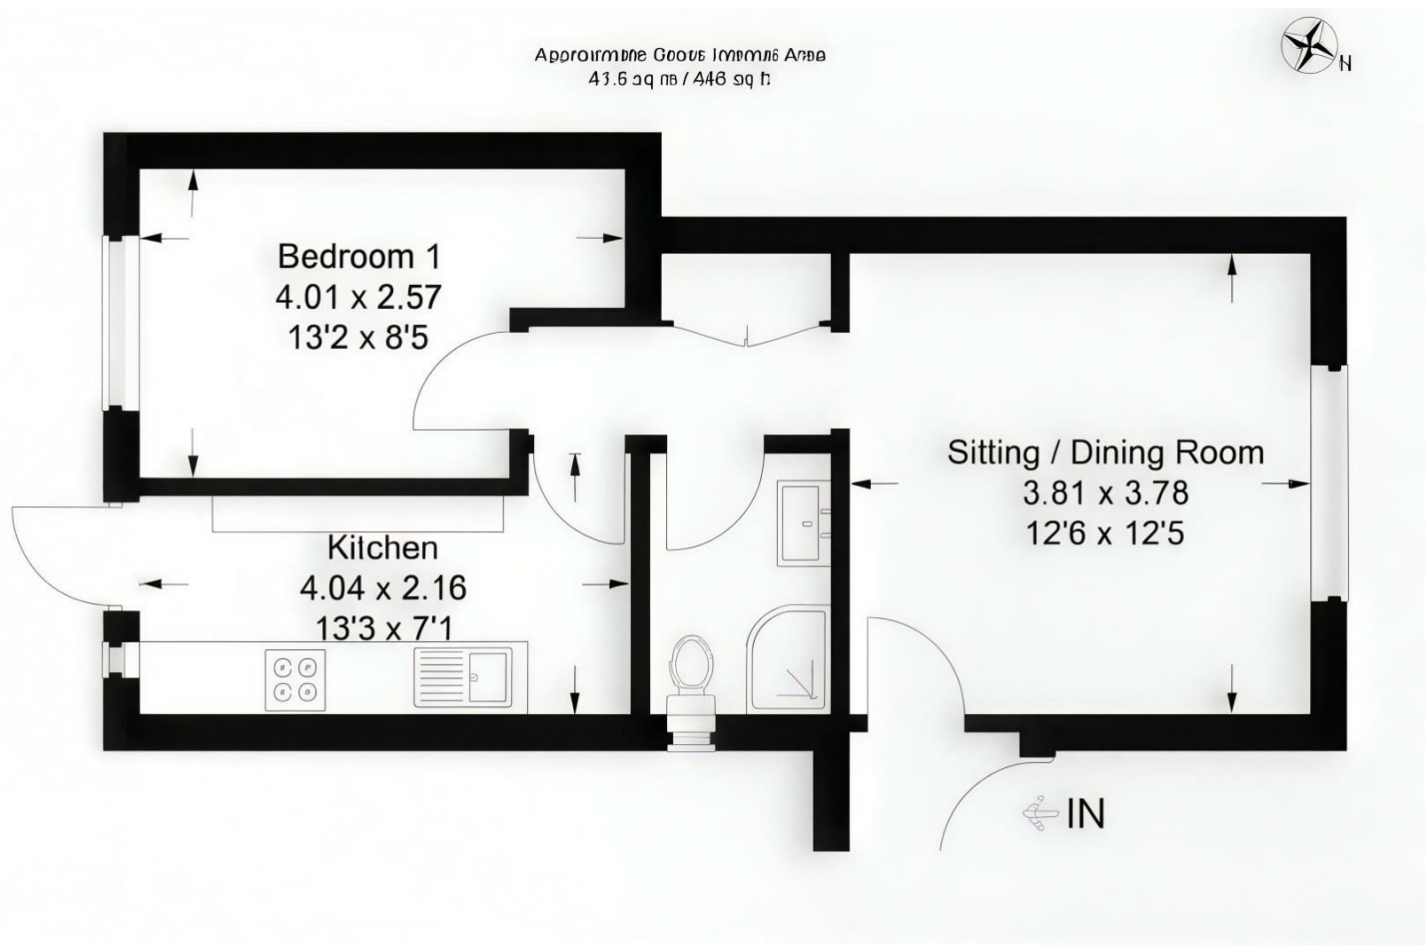 N
Bedroom 1
4.01 x 2.57
13'2 x 8'5
Sitting / Dining Room
3.81 x 3.78
12'6 x 12'5
Kitchen
4.04 x 2.16
13'3 x 7'1
IN